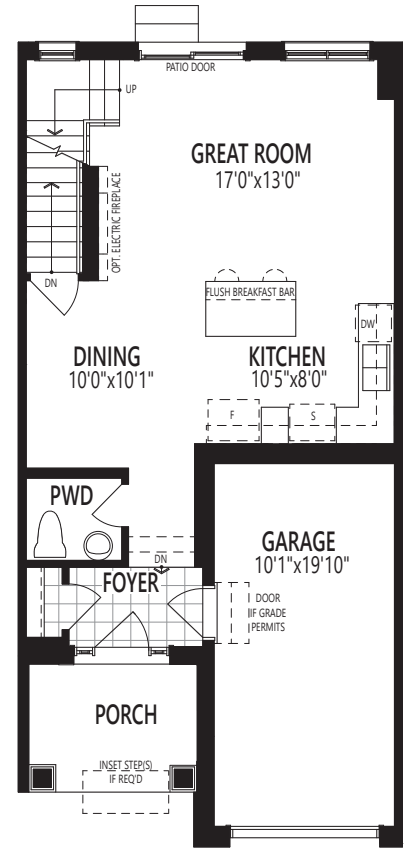 PATIO DOOR
UP
GREAT ROOM
17'0"x13'0"
OPT. ELECTRIC FIREPLACE
DN
FLUSH BREAKFAST BAR
DW
DINING
10'0"x10'1"
KITCHEN
10'5"x8'0"
F
S
PWD
DN
FOYER
GARAGE
10'1"x19'10"
DOOR
IIF GRADE
PERMITS
PORCH
INSET STEP(S)
IF REQ'D